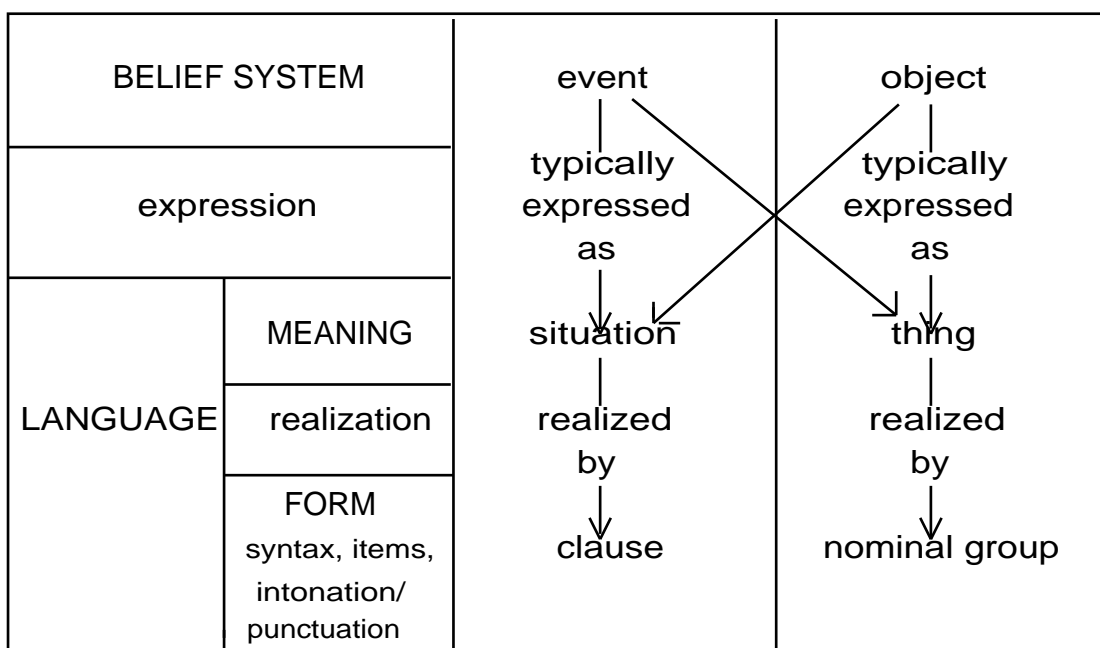 BELIEF SYSTEM event object
typically typically
expression expressed expressed
as as
MEANING situation thing
LANGUAGE realization realized realized
by by
FORM
syntax, items, clause nominal group
intonation/
punctuation